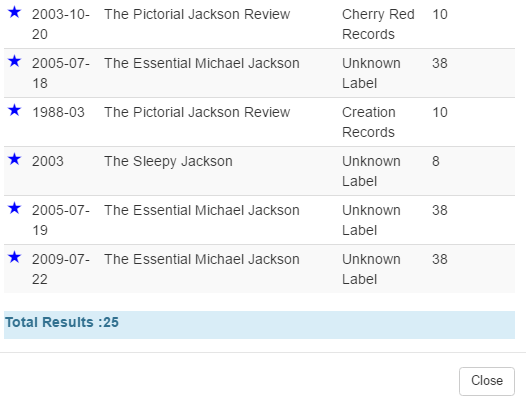 2003-10- The Pictorial Jackson Review Cherry Red 10
20 Records
2005-07- The Essential Michael Jackson Unknown 38
18 Label
1988-03 The Pictorial Jackson Review Creation 10
Records
2003 The Sleepy Jackson Unknown 8
Label
2005-07- The Essential Michael Jackson Unknown 38
19 Label
2009-07- The Essential Michael Jackson Unknown 38
22 Label
Total Results :25
Close